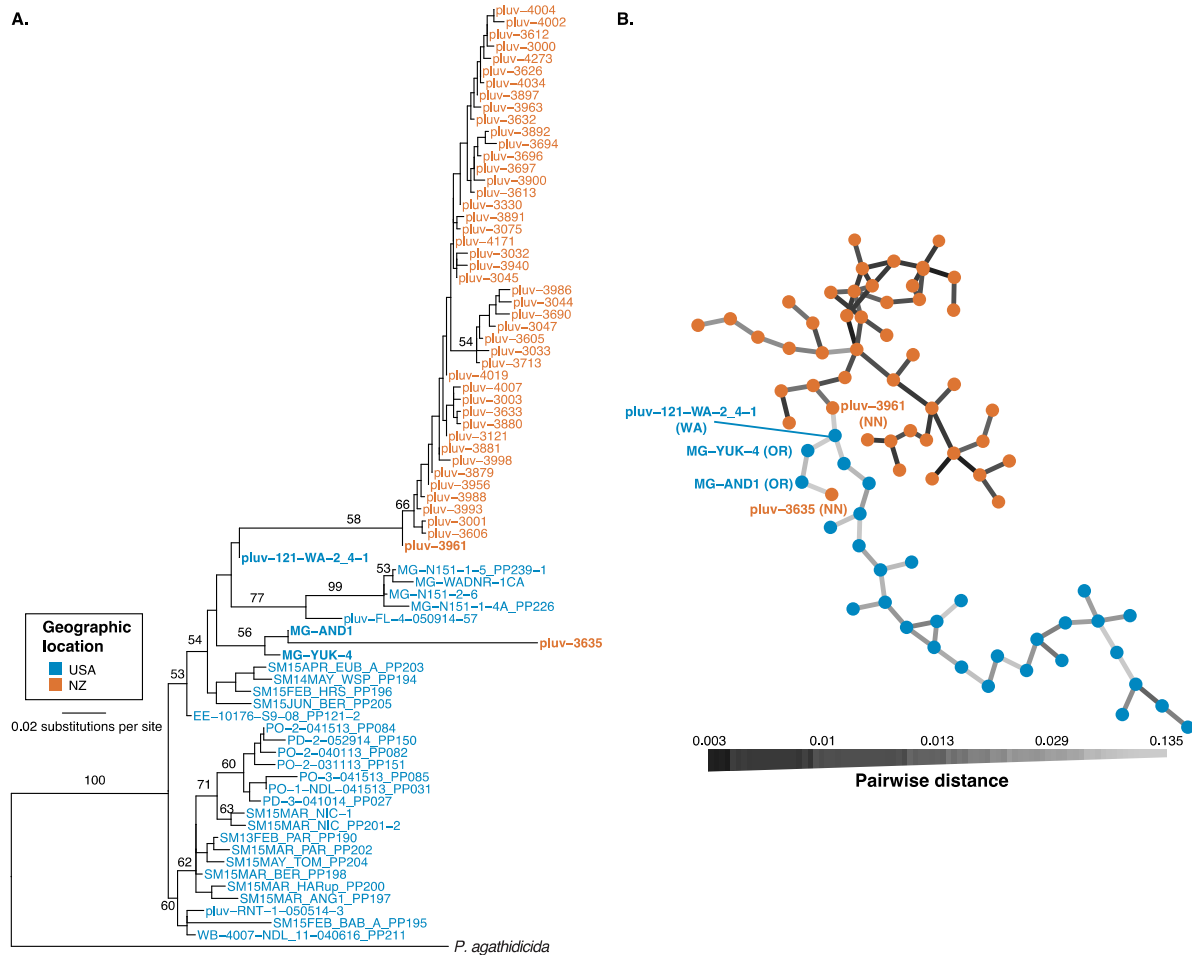 A.
pluv–4004
pluv–4002
pluv–3612
pluv–3000
pluv–4273
pluv–3626
pluv–4034
pluv–3897
pluv–3963
pluv–3632
pluv–3892
pluv–3694
pluv–3696
pluv–3697
pluv–3900
pluv–3613
pluv–3330
pluv–3891
pluv–3075
pluv–4171
pluv–3032
pluv–3940
pluv–3045
pluv–3986
pluv–3044
pluv–3690
pluv–3047
pluv–3605
54
pluv–3033
pluv–3713
pluv–4019
pluv–4007
pluv–3003
pluv–3633
pluv–3880
pluv–3121
pluv–3881
pluv–3998
pluv–3879
pluv–3956
pluv–3988
66
pluv–3993
58
pluv–3001
pluv–3606
pluv–3961
pluv–121–WA–2_4–1
53
MG–N151–1–5_PP239–1
MG–WADNR–1CA
99
MG–N151–2–6
77
MG–N151–1–4A_PP226
pluv–FL–4–050914–57
56
MG–AND1
54
pluv–3635
MG–YUK–4
53
SM15APR_EUB_A_PP203
SM14MAY_WSP_PP194
SM15FEB_HRS_PP196
SM15JUN_BER_PP205
EE–10176–S9–08_PP121–2
PO–2–041513_PP084
PD–2–052914_PP150
PO–2–040113_PP082
60
PO–2–031113_PP151
71
PO–3–041513_PP085
PO–1–NDL–041513_PP031
PD–3–041014_PP027
63
SM15MAR_NIC–1
SM15MAR_NIC_PP201–2
SM13FEB_PAR_PP190
SM15MAR_PAR_PP202
62
SM15MAY_TOM_PP204
SM15MAR_BER_PP198
SM15MAR_HARup_PP200
SM15MAR_ANG1_PP197
60
pluv–RNT–1–050514–3
SM15FEB_BAB_A_PP195
WB–4007–NDL_11–040616_PP211
100
P. agathidicida
Geographic
location
USA
NZ
0.02 substitutions per site
B.
pluv–3961
(NN)
pluv–121–WA–2_4–1
(WA)
MG–YUK–4 (OR)
MG–AND1 (OR)
pluv–3635 (NN)
0.003 0.01 0.013 0.029 0.135
Pairwise distance